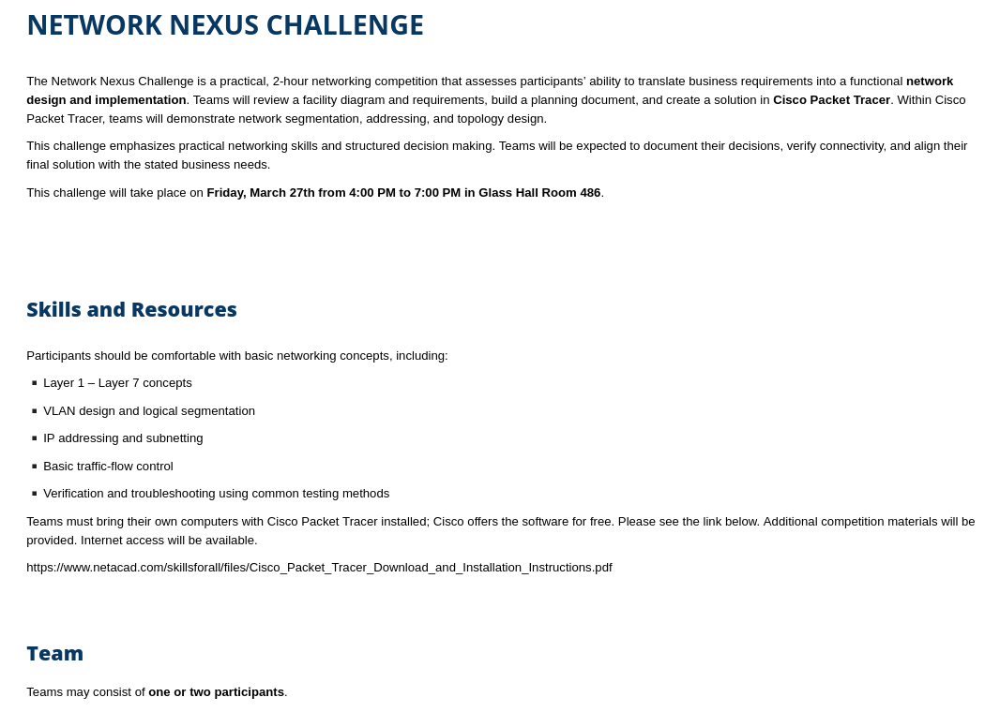 NETWORK NEXUS CHALLENGE
The Network Nexus Challenge is a practical, 2-hour networking competition that assesses participants’ ability to translate business requirements into a functional network
design and implementation. Teams will review a facility diagram and requirements, build a planning document, and create a solution in Cisco Packet Tracer. Within Cisco
Packet Tracer, teams will demonstrate network segmentation, addressing, and topology design.
This challenge emphasizes practical networking skills and structured decision making. Teams will be expected to document their decisions, verify connectivity, and align their
final solution with the stated business needs.
This challenge will take place on Friday, March 27th from 4:00 PM to 7:00 PM in Glass Hall Room 486.
Skills and Resources
Participants should be comfortable with basic networking concepts, including:
▪ Layer 1 – Layer 7 concepts
▪ VLAN design and logical segmentation
▪ IP addressing and subnetting
▪ Basic traffic-flow control
▪ Verification and troubleshooting using common testing methods
Teams must bring their own computers with Cisco Packet Tracer installed; Cisco offers the software for free. Please see the link below. Additional competition materials will be
provided. Internet access will be available.
https://www.netacad.com/skillsforall/files/Cisco_Packet_Tracer_Download_and_Installation_Instructions.pdf
Team
Teams may consist of one or two participants.